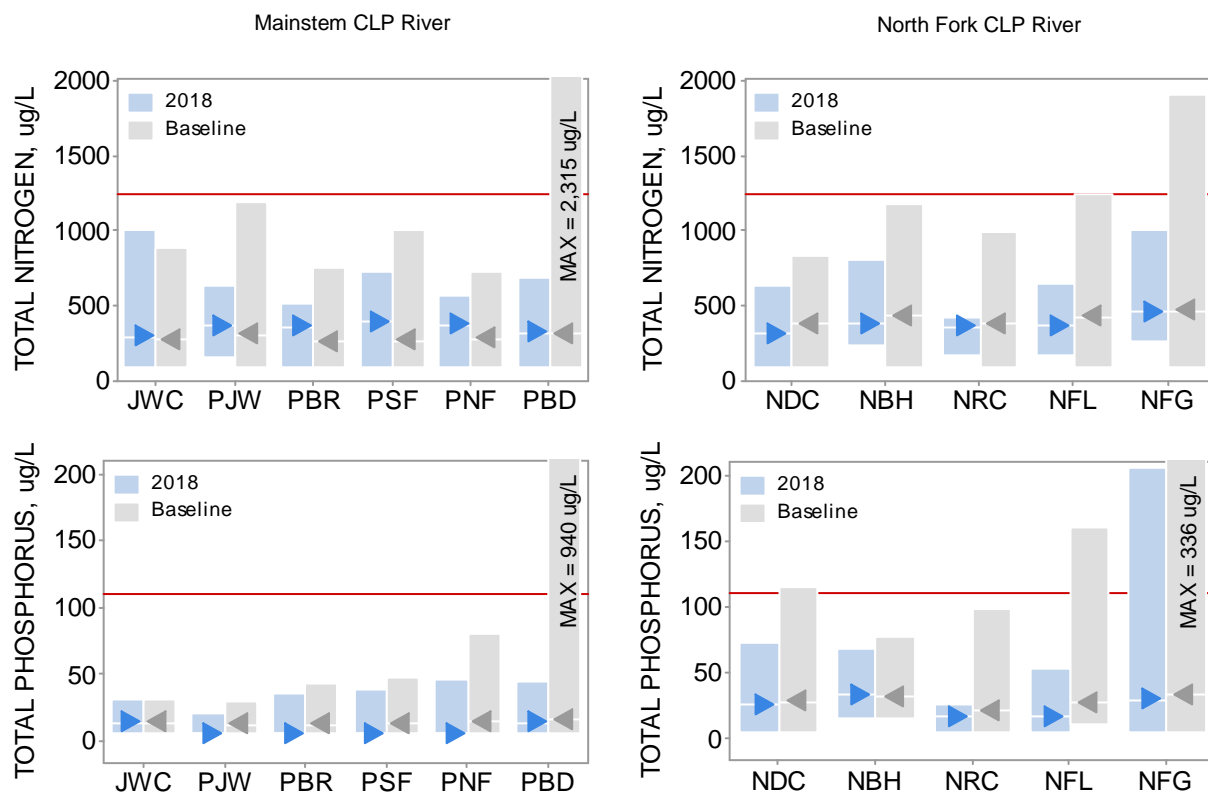 Mainstem CLP River
North Fork CLP River
TOTAL NITROGEN, ug/L
2000
1500
1000
500
0
2018
Baseline
MAX = 2,315 ug/L
JWC PJW PBR PSF PNF PBD
TOTAL NITROGEN, ug/L
2000
1500
1000
500
0
2018
Baseline
NDC NBH NRC NFL NFG
TOTAL PHOSPHORUS, ug/L
200
150
100
50
0
2018
Baseline
MAX = 940 ug/L
JWC PJW PBR PSF PNF PBD
TOTAL PHOSPHORUS, ug/L
200
150
100
50
0
2018
Baseline
MAX = 336 ug/L
NDC NBH NRC NFL NFG